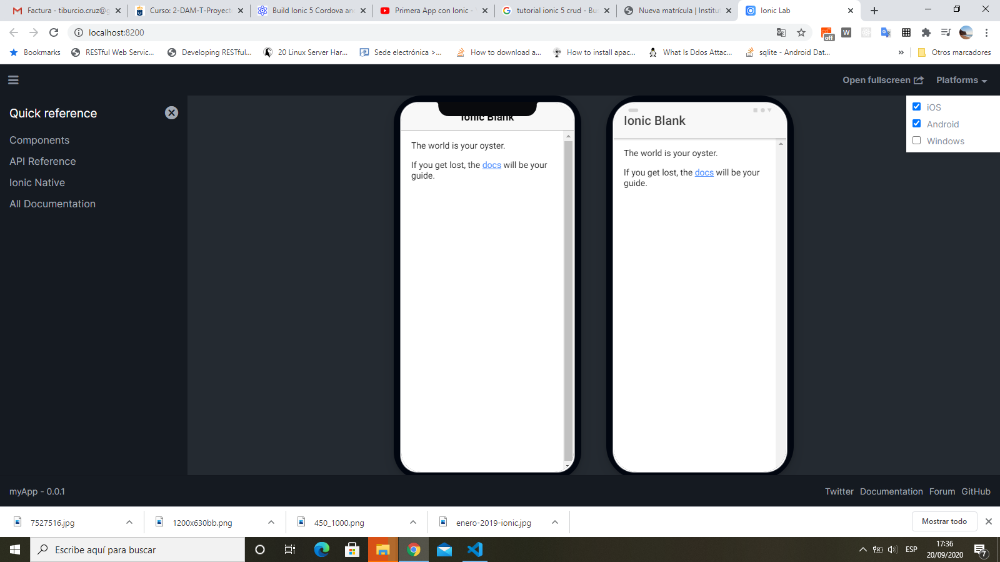 Factura - tiburcio.cruz@g
Curso: 2-DAM-T-Proyect
Build Ionic 5 Cordova an
Primera App con Ionic -
tutorial ionic 5 crud - Bus
Nueva matrícula | Institut
Ionic Lab
localhost:8200
off
W
Bookmarks
RESTful Web Servic...
Developing RESTful...
20 Linux Server Har...
Sede electrónica >...
How to download a...
How to install apac...
What Is Ddos Attac...
sqlite - Android Dat...
»
Otros marcadores
Open fullscreen
Platforms
Quick reference
Components
API Reference
Ionic Native
All Documentation
Ionic Blank
The world is your oyster.
If you get lost, the docs will be your
guide.
Ionic Blank
The world is your oyster.
If you get lost, the docs will be your
guide.
iOS
Android
Windows
myApp - 0.0.1
Twitter Documentation Forum GitHub
7527516.jpg
1200x630bb.png
450_1000.png
enero-2019-ionic.jpg
Mostrar todo
Escribe aquí para buscar
ESP
17:36
20/09/2020
7